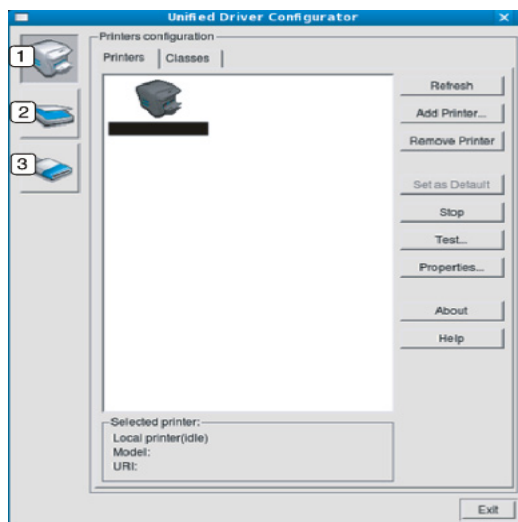 Unified Driver Configurator
1
2
3
Printers configuration
Printers
Classes
Refresh
Add Printer...
Remove Printer
Set as Default
Stop
Test...
Properties...
About
Help
Selected printer:
Local printer(idle)
Model:
URI:
Exit